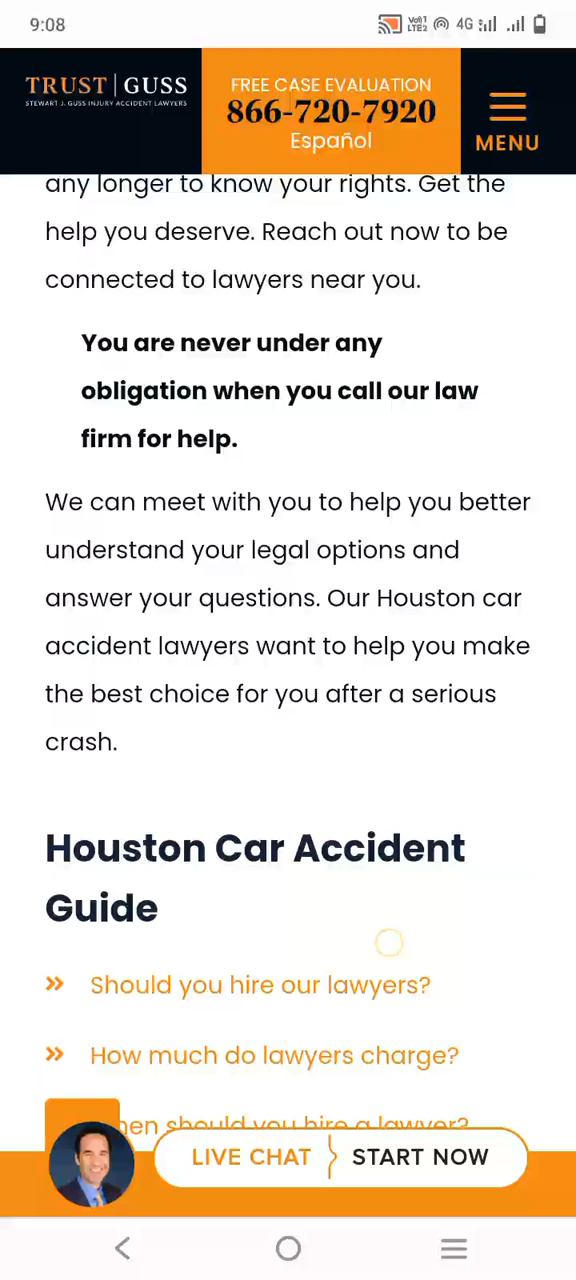 9:08
Vol1 LTE2 4G
TRUST | GUSS
STEWART J. GUSS INJURY ACCIDENT LAWYERS
FREE CASE EVALUATION
866-720-7920
Español
MENU
any longer to know your rights. Get the
help you deserve. Reach out now to be
connected to lawyers near you.
You are never under any
obligation when you call our law
firm for help.
We can meet with you to help you better
understand your legal options and
answer your questions. Our Houston car
accident lawyers want to help you make
the best choice for you after a serious
crash.
Houston Car Accident
Guide
Should you hire our lawyers?
How much do lawyers charge?
hen should you hire a lawyer?
LIVE CHAT START NOW